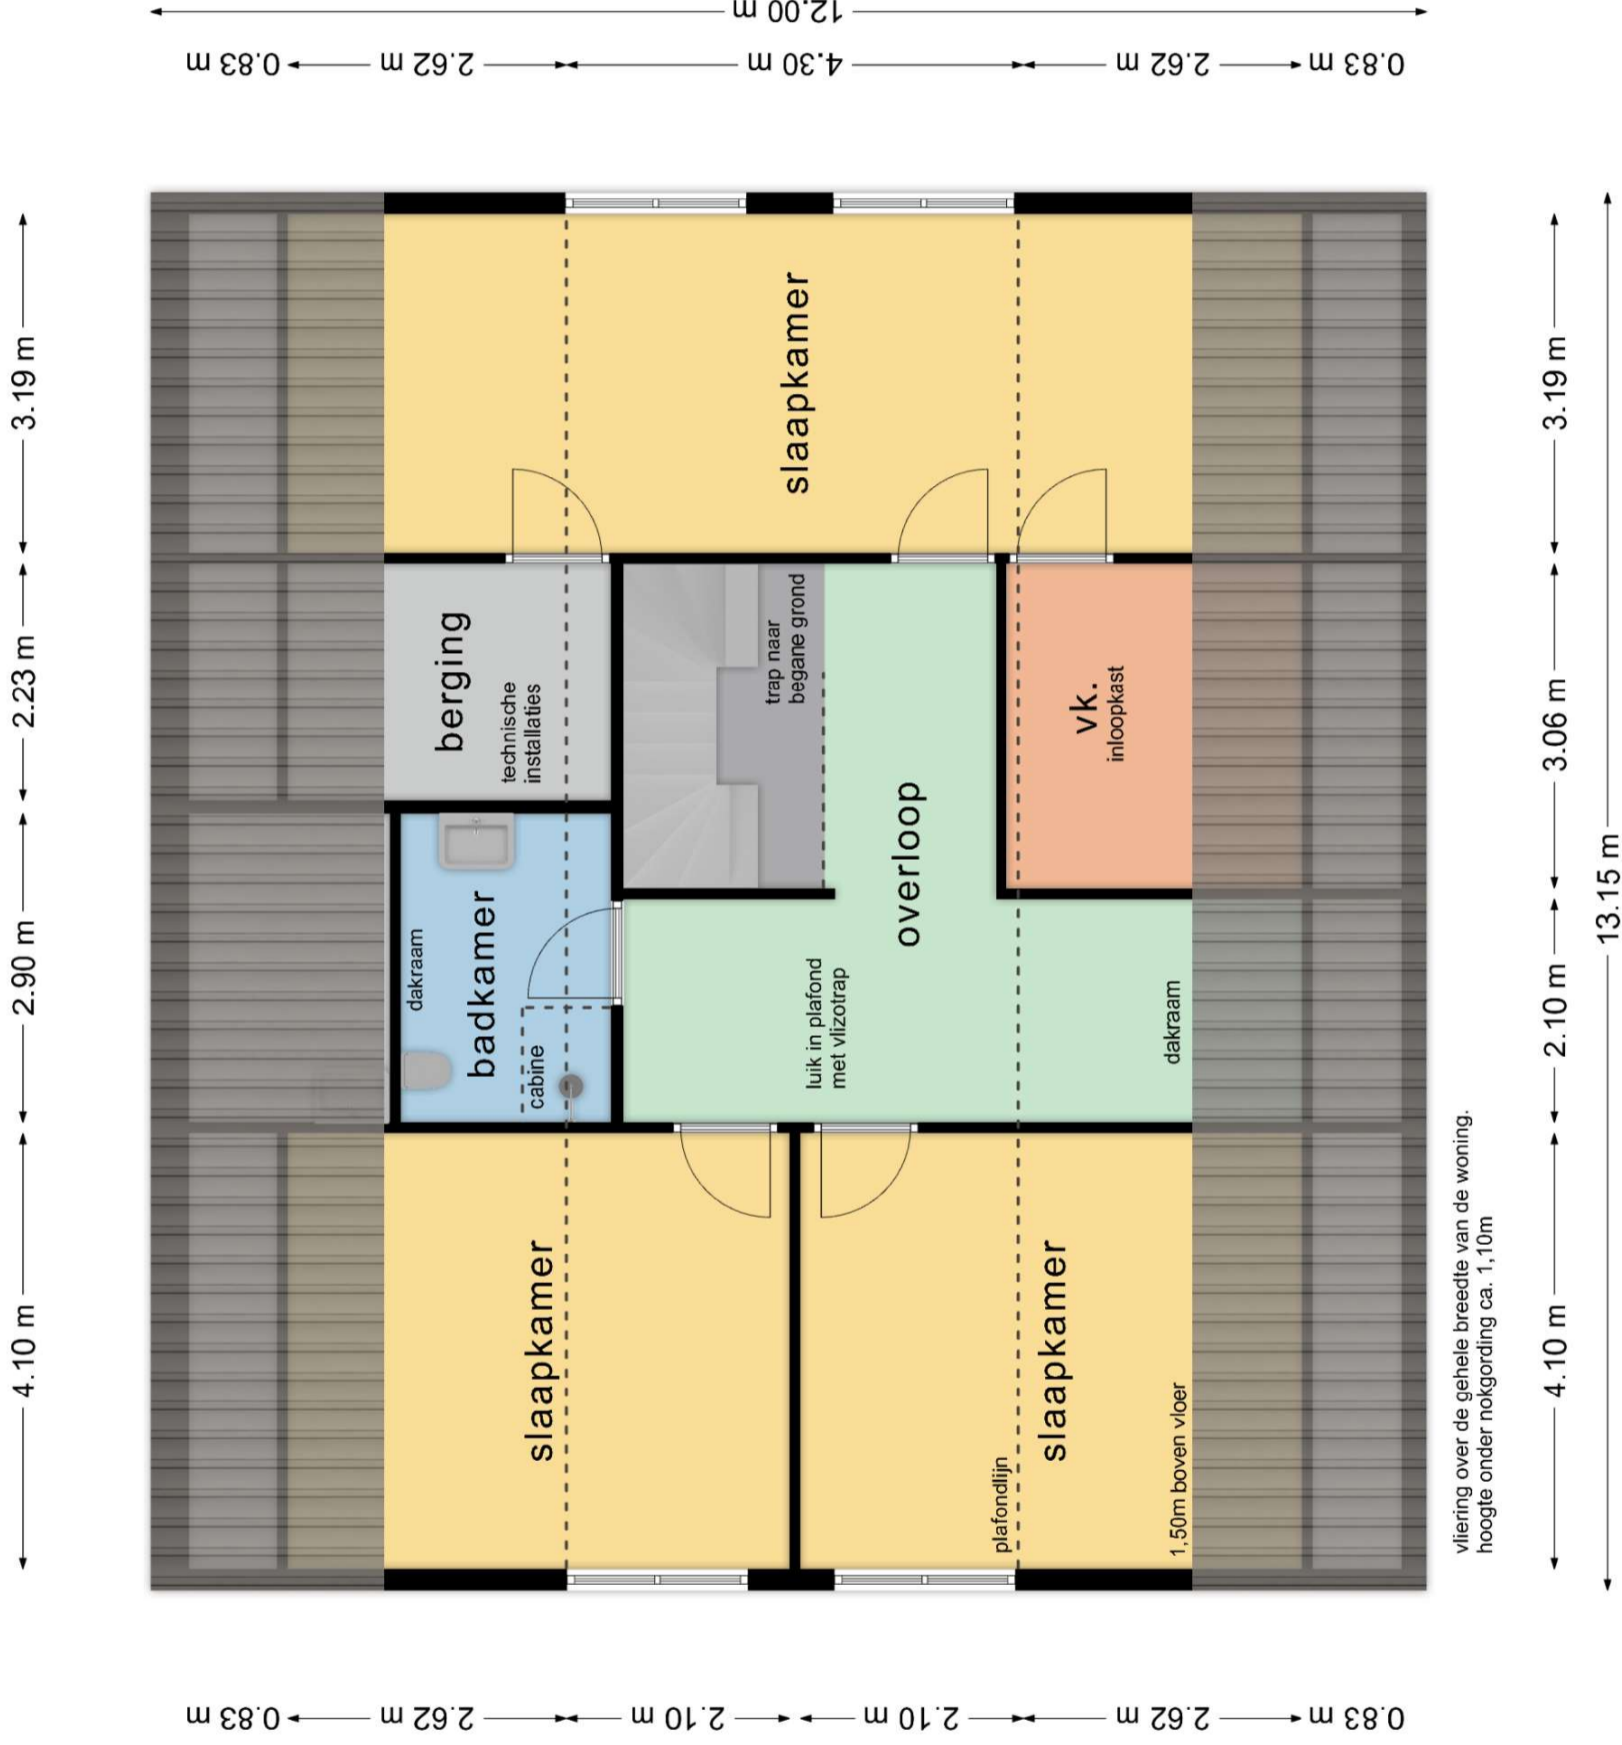 12.00 m
0.83 m
2.62 m
4.30 m
2.62 m
0.83 m
3.19 m
2.23 m
2.90 m
4.10 m
slaapkamer
berging
technische
installaties
trap naar
begane grond
vk.
inloopkast
overloop
badkamer
dakraam
cabine
luik in plafond
met vlizotrap
dakraam
slaapkamer
slaapkamer
plafondlijn
1,50m boven vloer
3.19 m
3.06 m
2.10 m
4.10 m
13.15 m
vliering over de gehele breedte van de woning.
hoogte onder nokgording ca. 1,10m
0.83 m
2.62 m
2.10 m
2.10 m
2.62 m
0.83 m